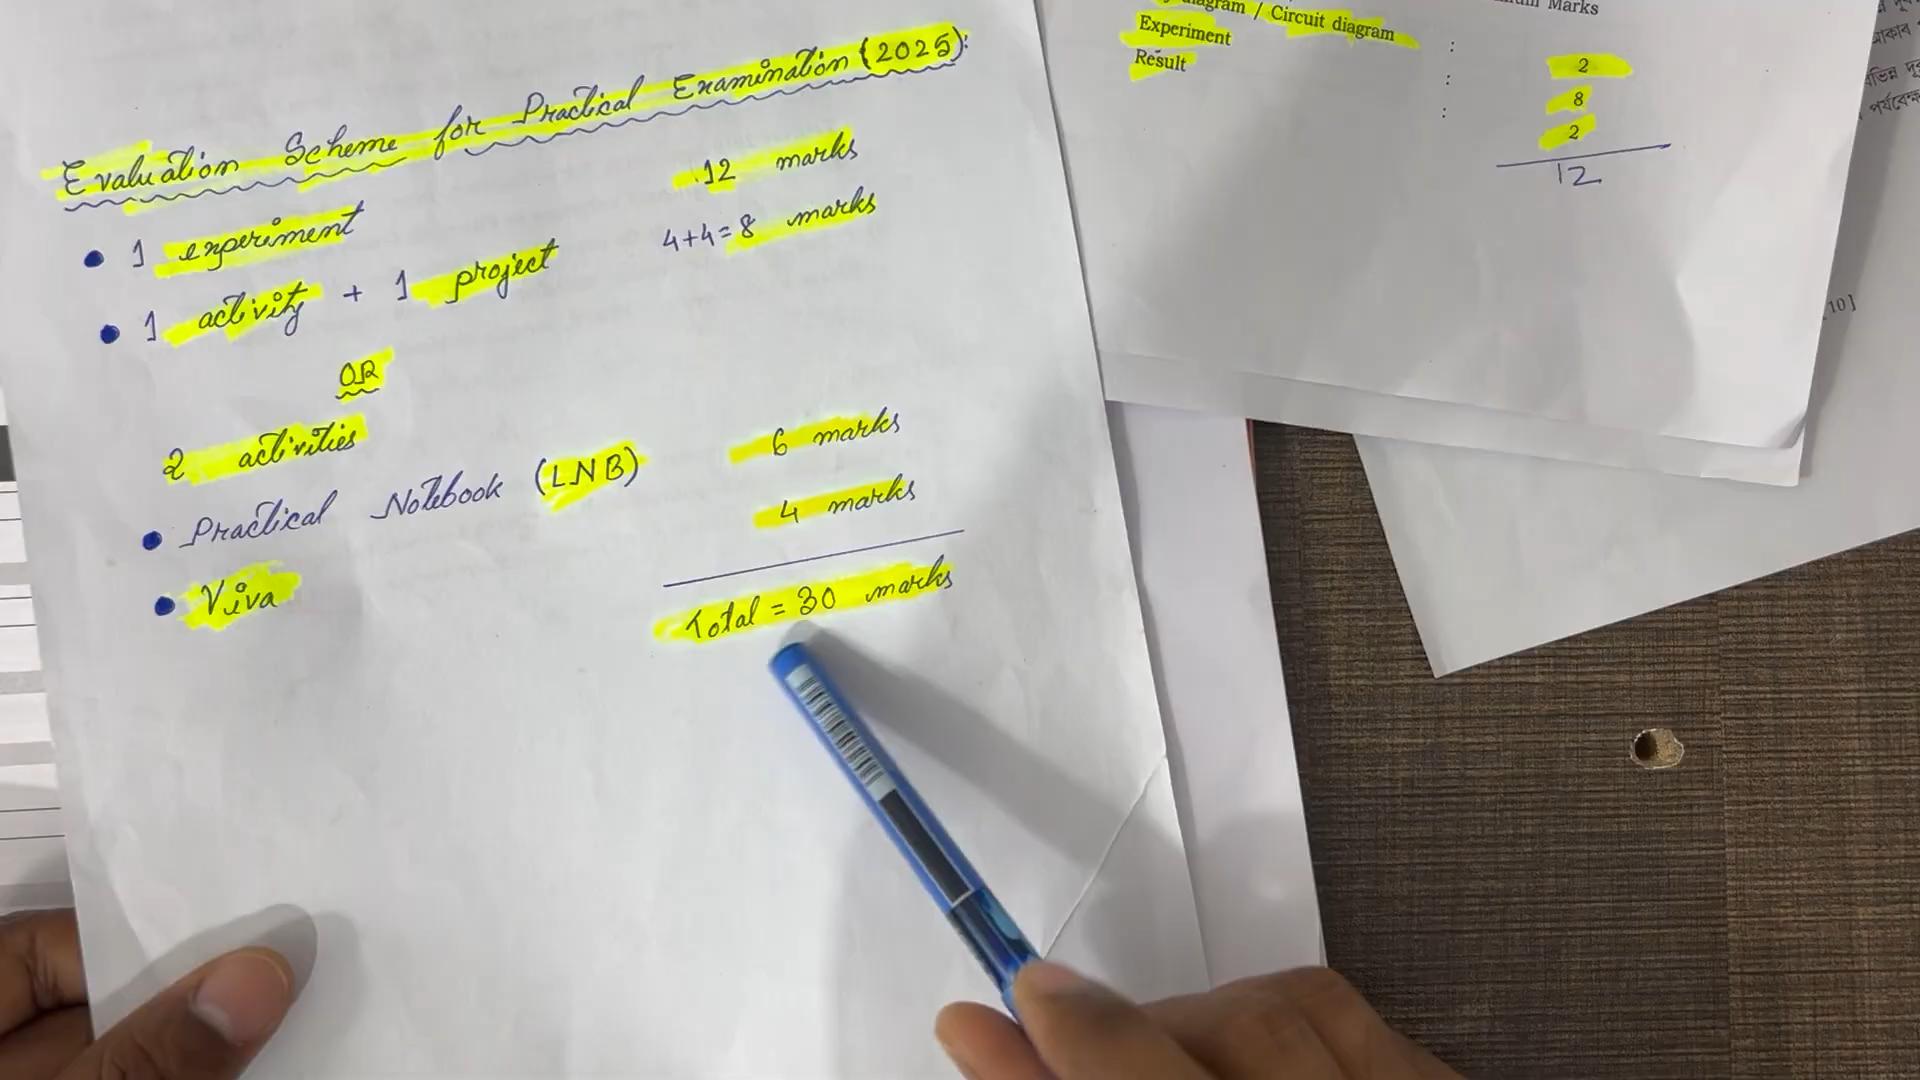 Evaluation Scheme for Practical Examination (2025):
• 1 experiment 12 marks
• 1 activity + 1 project 4+4=8 marks
OR
2 activities
• Practical Notebook (LNB) 6 marks
• Viva 4 marks
Total = 30 marks
Marks
/ Circuit diagram : 2
Experiment : 8
Result : 2
12
10]